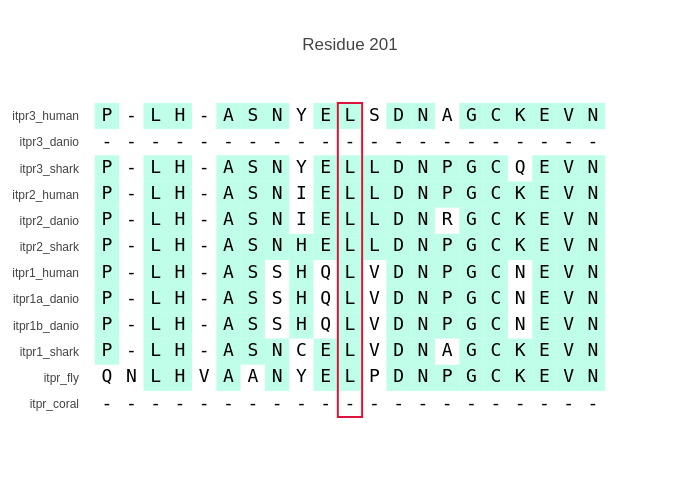 Residue 201
itpr3_human P - L H - A S N Y E L S D N A G C K E V N
itpr3_danio - - - - - - - - - - - - - - - - - - - - -
itpr3_shark P - L H - A S N Y E L L D N P G C Q E V N
itpr2_human P - L H - A S N I E L L D N P G C K E V N
itpr2_danio P - L H - A S N I E L L D N R G C K E V N
itpr2_shark P - L H - A S N H E L L D N P G C K E V N
itpr1_human P - L H - A S S H Q L V D N P G C N E V N
itpr1a_danio P - L H - A S S H Q L V D N P G C N E V N
itpr1b_danio P - L H - A S S H Q L V D N P G C N E V N
itpr1_shark P - L H - A S N C E L V D N A G C K E V N
itpr_fly Q N L H V A A N Y E L P D N P G C K E V N
itpr_coral - - - - - - - - - - - - - - - - - - - - -